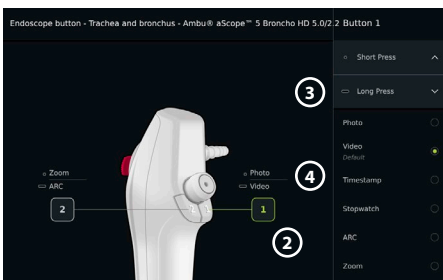 Endoscope button - Trachea and bronchus - Ambu® aScope™ 5 Broncho HD 5.0/2.2
Button 1
Short Press
3
Long Press
Photo
Video
Default
Zoom
ARC
Photo
Video
4
Timestamp
2
1
Stopwatch
2
ARC
Zoom